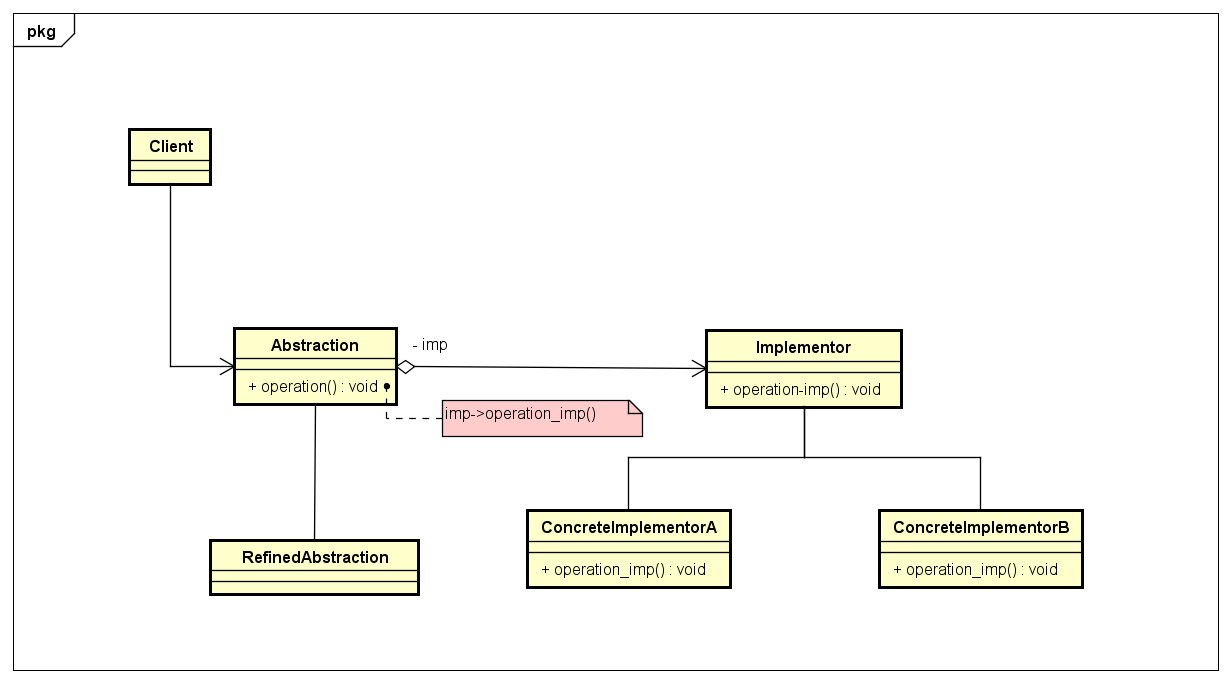 pkg
Client
Abstraction
+ operation() : void
- imp
Implementor
+ operation-imp() : void
imp->operation_imp()
RefinedAbstraction
ConcreteImplementorA
+ operation_imp() : void
ConcreteImplementorB
+ operation_imp() : void